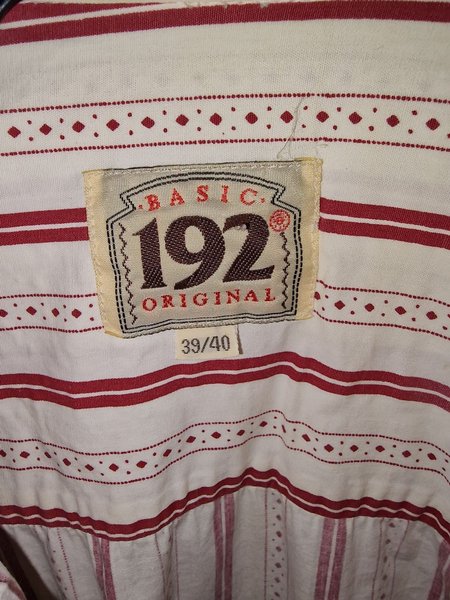 ·BASIC·
192
ORIGINAL
39/40